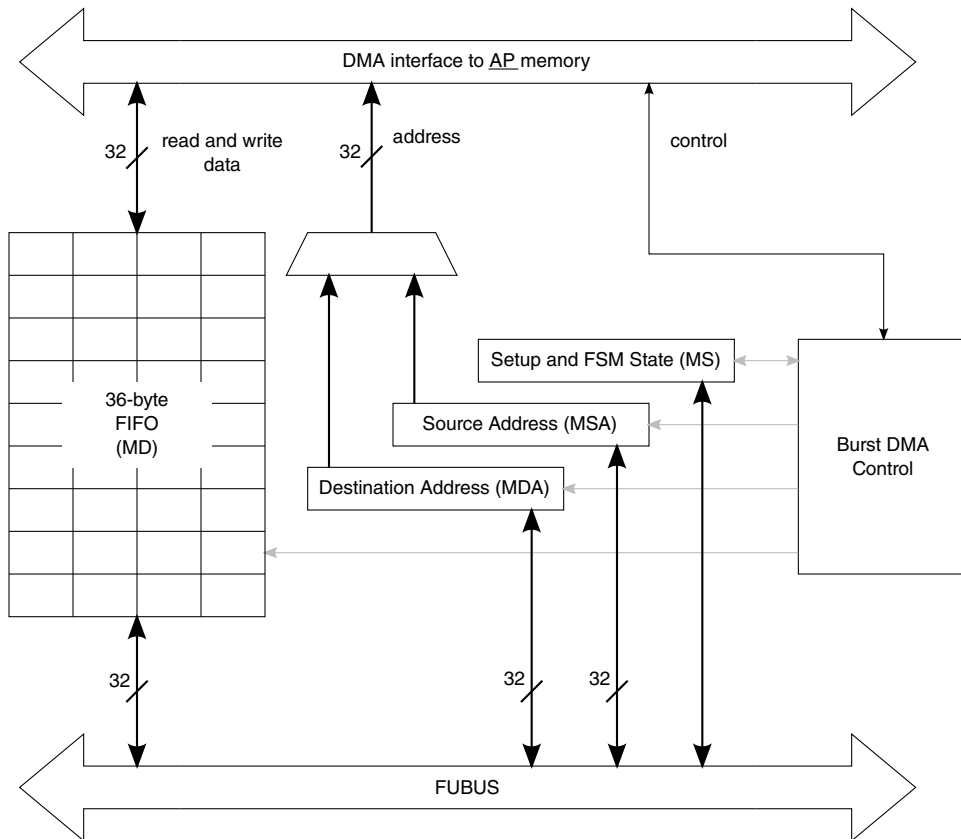 DMA interface to AP memory
32
read and write
data
32
address
control
36-byte
FIFO
(MD)
Setup and FSM State (MS)
Source Address (MSA)
Destination Address (MDA)
Burst DMA
Control
32
32
32
FUBUS